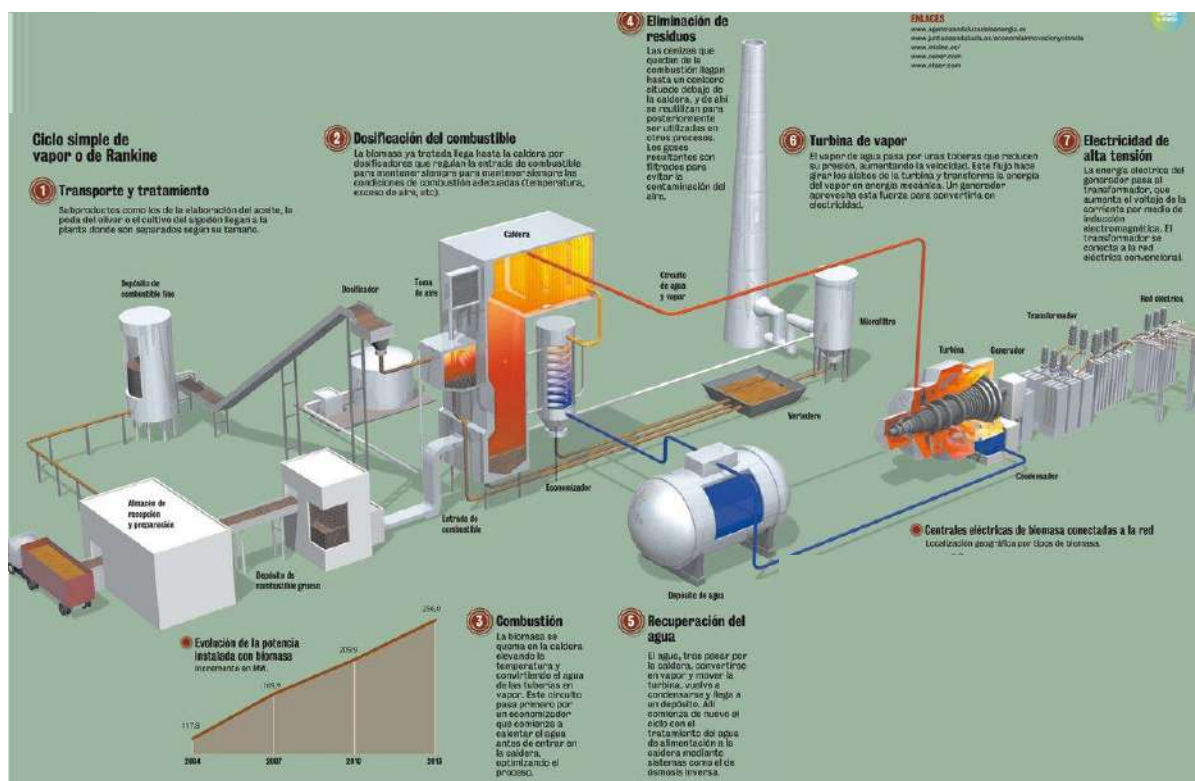 Ciclo simple de
vapor o de Rankine
1 Transporte y tratamiento
Subproductos como los de la elaboración del aceite, la
poda del olivar o el cultivo del algodón llegan a la
planta donde son separados según su tamaño.
2 Dosificación del combustible
La biomasa ya tratada llega hasta la caldera por
dosificadores que regulan la entrada de combustible
para mantener siempre para mantener siempre las
condiciones de combustión adecuadas (temperatura,
exceso de aire, etc).
4 Eliminación de
residuos
Las cenizas que
quedan de la
combustión llegan
hasta un cenicero
situado debajo de
la caldera, y de ahí
se reutilizan para
posteriormente
ser utilizadas en
otros procesos.
Los gases
resultantes son
filtrados para
evitar la
contaminación del
aire.
ENLACES
6 Turbina de vapor
El vapor de agua pasa por unas toberas que reducen
su presión, aumentando la velocidad. Este flujo hace
girar los álabes de la turbina y transforma la energía
del vapor en energía mecánica. Un generador
aprovecha esta fuerza para convertirla en
electricidad.
7 Electricidad de
alta tensión
La energía eléctrica del
generador pasa al
transformador, que
aumenta el voltaje de la
corriente por medio de
inducción
electromagnética. El
transformador se
conecta a la red
eléctrica convencional.
Depósito de
combustible fino
Dosificador
Toma
de aire
Caldera
Circuito
de agua
y vapor
Microfiltro
Turbina
Generador
Transformador
Red eléctrica
Vertedero
Condensador
Economizador
Entrada de
combustible
Almacén de
recepción
y preparación
Depósito de
combustible grueso
Depósito de agua
Centrales eléctricas de biomasa conectadas a la red
Localización geográfica por tipos de biomasa.
Evolución de la potencia
instalada con biomasa
Incremento en MW.
117,8
209,9
2004
2007
2010
2013
3 Combustión
La biomasa se
quema en la caldera
elevando la
temperatura y
convirtiendo el agua
de las tuberías en
vapor. Este circuito
pasa primero por
un economizador
que comienza a
calentar el agua
antes de entrar en
la caldera,
optimizando el
proceso.
5 Recuperación del
agua
El agua, tras pasar por
la caldera, convertirse
en vapor y mover la
turbina, vuelve a
condensarse y llega a
un depósito. Allí
comienza de nuevo el
ciclo con el
tratamiento del agua
de alimentación a la
caldera mediante
sistemas como el de
ósmosis inversa.